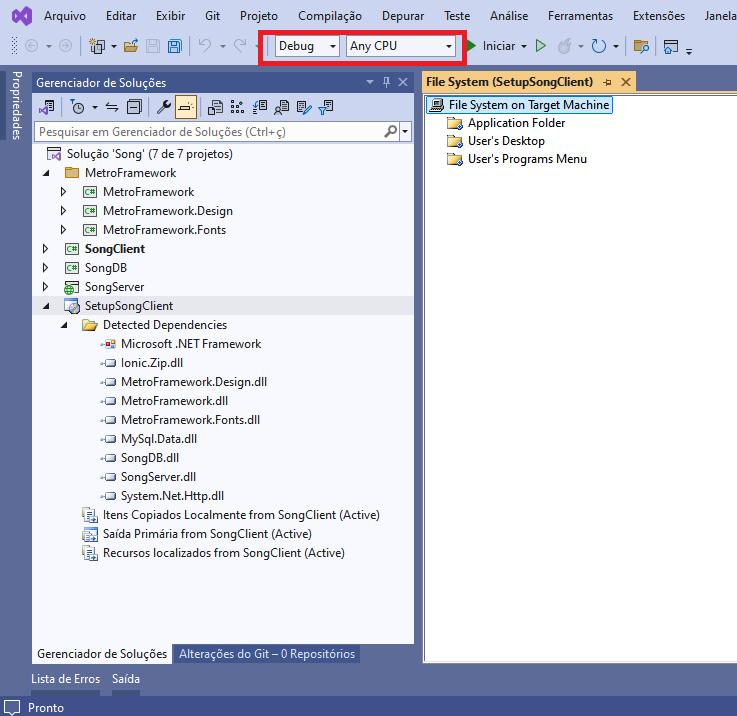 Arquivo Editar Exibir Git Projeto Compilação Depurar Teste Análise Ferramentas Extensões Janela
Debug Any CPU Iniciar
Propriedades
Gerenciador de Soluções
Pesquisar em Gerenciador de Soluções (Ctrl+ç)
Solução 'Song' (7 de 7 projetos)
MetroFramework
C# MetroFramework
C# MetroFramework.Design
C# MetroFramework.Fonts
C# SongClient
C# SongDB
SongServer
SetupSongClient
Detected Dependencies
Microsoft .NET Framework
Ionic.Zip.dll
MetroFramework.Design.dll
MetroFramework.dll
MetroFramework.Fonts.dll
MySql.Data.dll
SongDB.dll
SongServer.dll
System.Net.Http.dll
Itens Copiados Localmente from SongClient (Active)
Saída Primária from SongClient (Active)
Recursos localizados from SongClient (Active)
Gerenciador de Soluções Alterações do Git – 0 Repositórios
File System (SetupSongClient)
File System on Target Machine
Application Folder
User's Desktop
User's Programs Menu
Lista de Erros Saída
Pronto